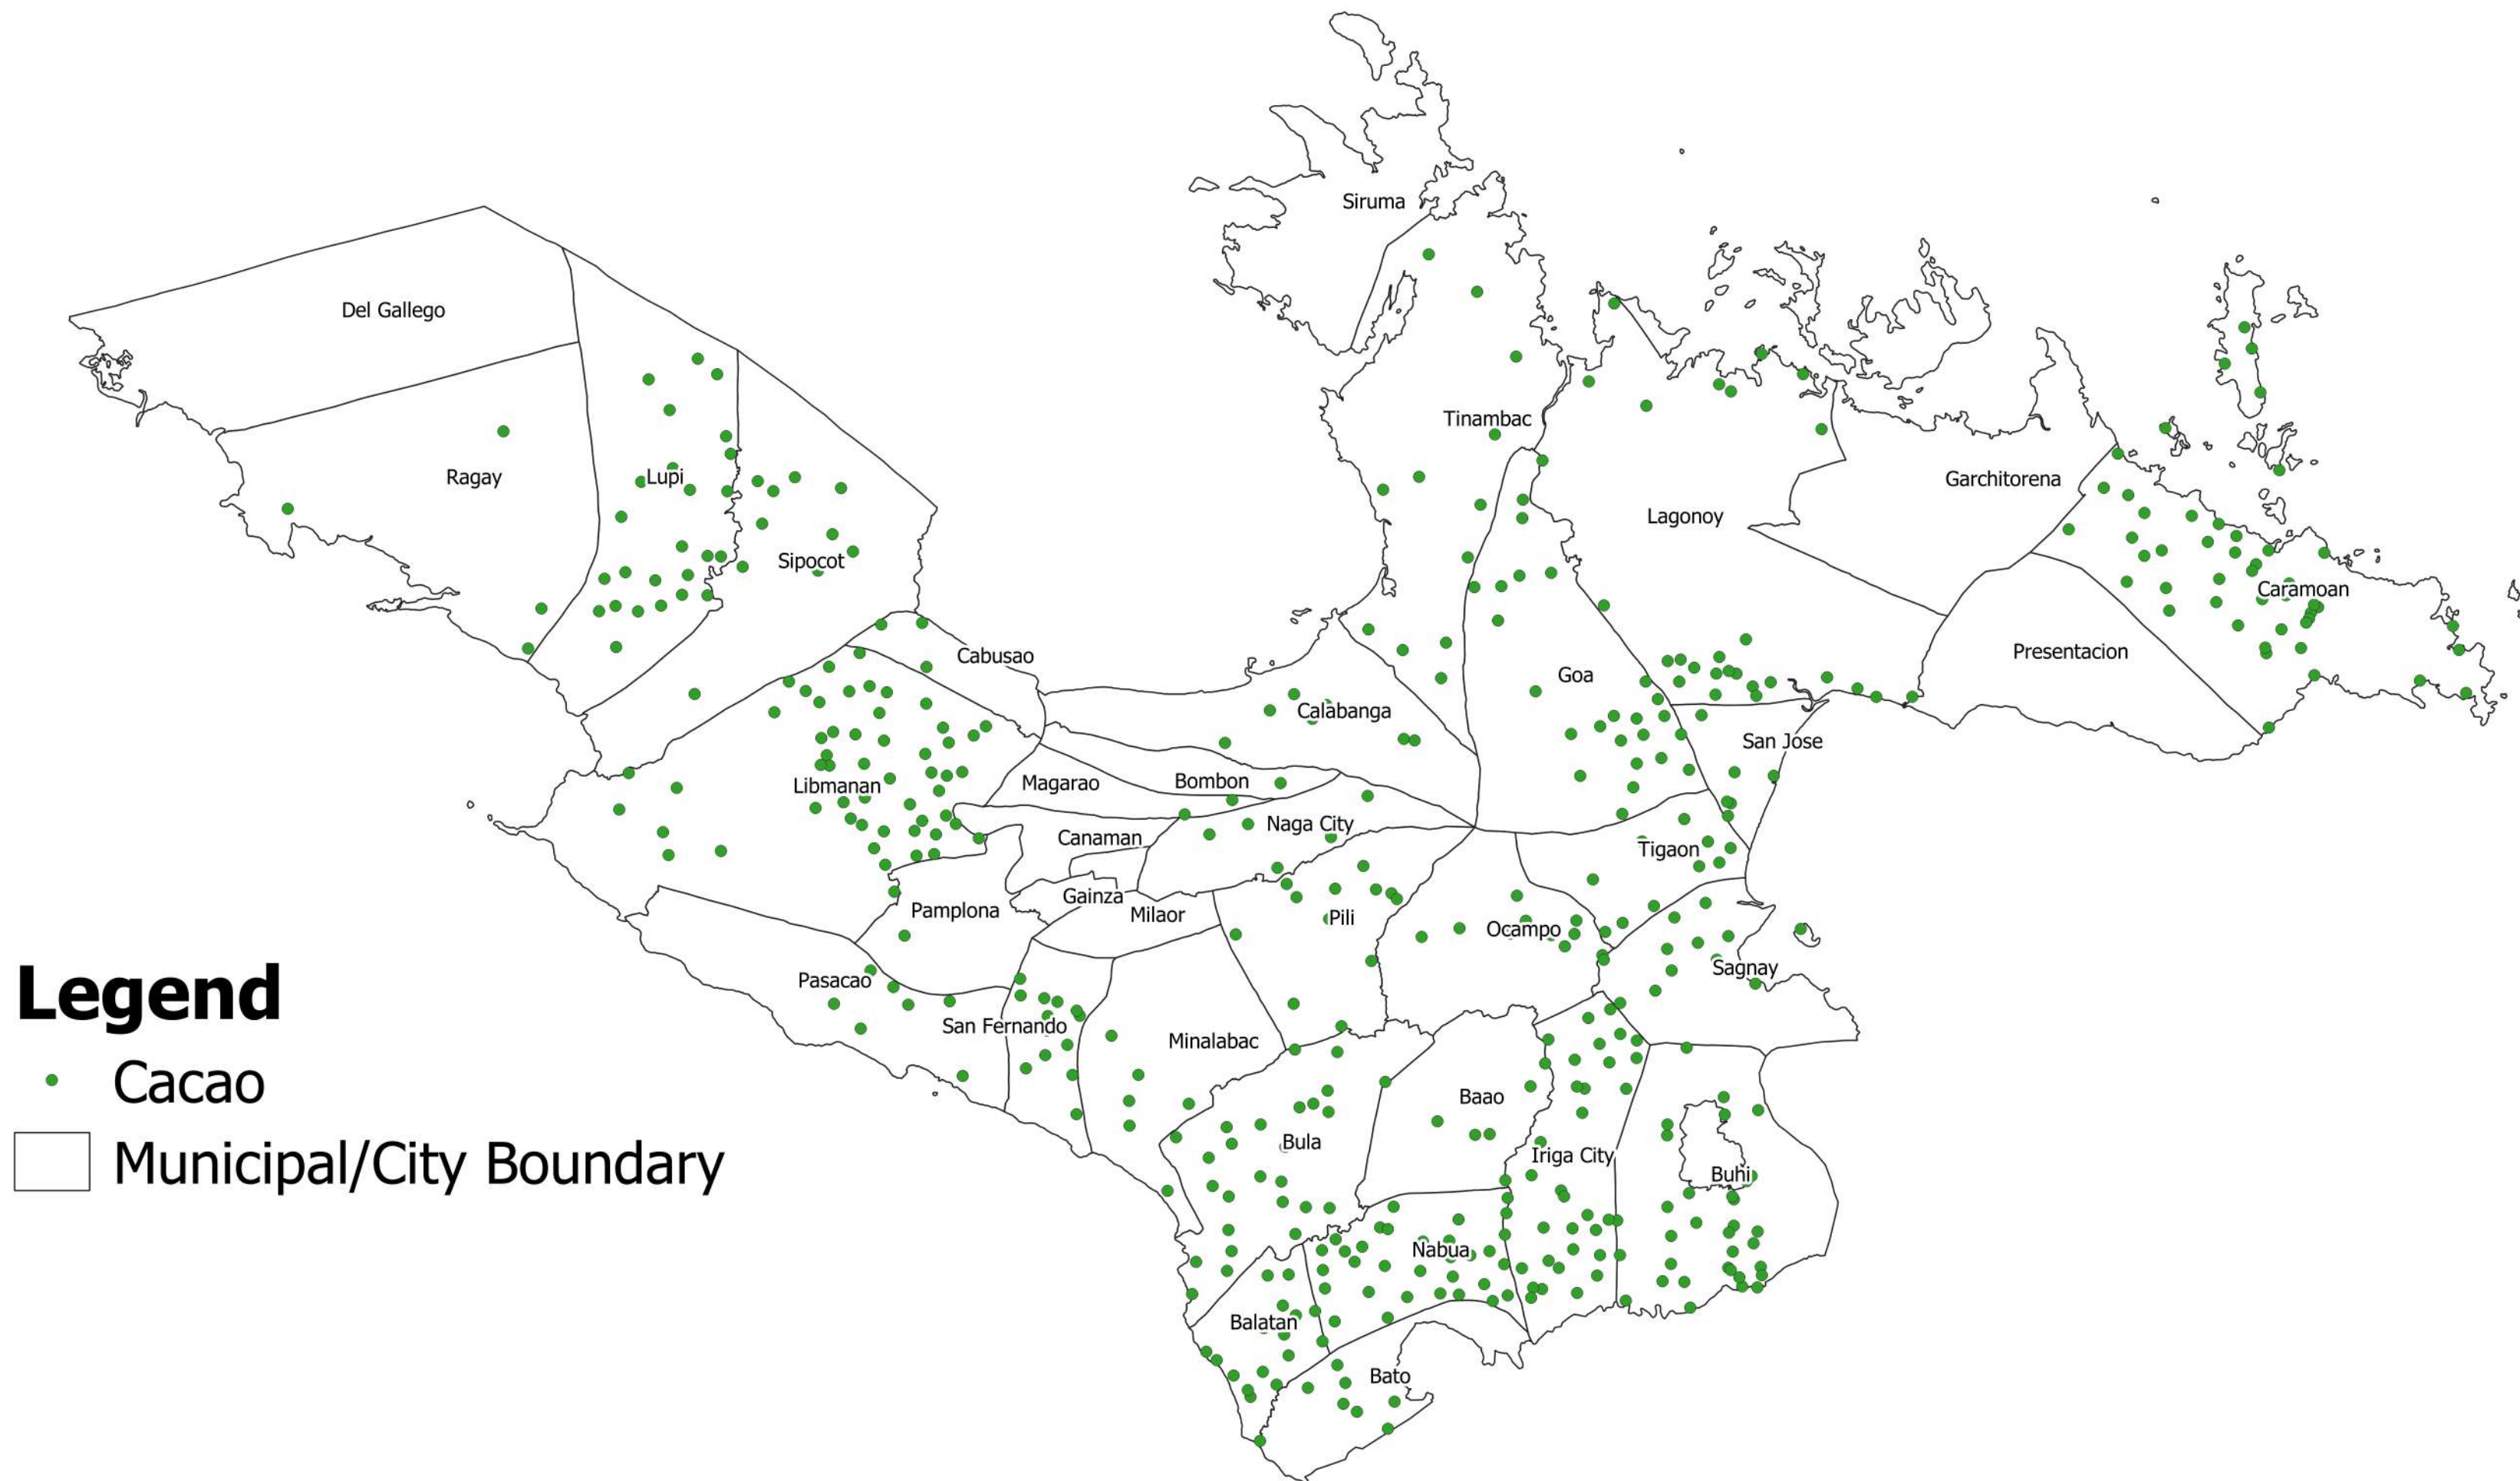 Siruma
Del Gallego
Tinambac
Ragay
Lupi
Garchitorena
Lagonoy
Sipocot
Caramoan
Cabusao
Presentacion
Goa
Calabanga
San Jose
Libmanan
Magarao
Bombon
Canaman
Naga City
Tigaon
Gainza
Pamplona
Milaor
Pili
Ocampo
Pasacao
Sagnay
San Fernando
Minalabac
Baao
Bula
Iriga City
Buhi
Nabua
Balatan
Bato
Legend
Cacao
Municipal/City Boundary